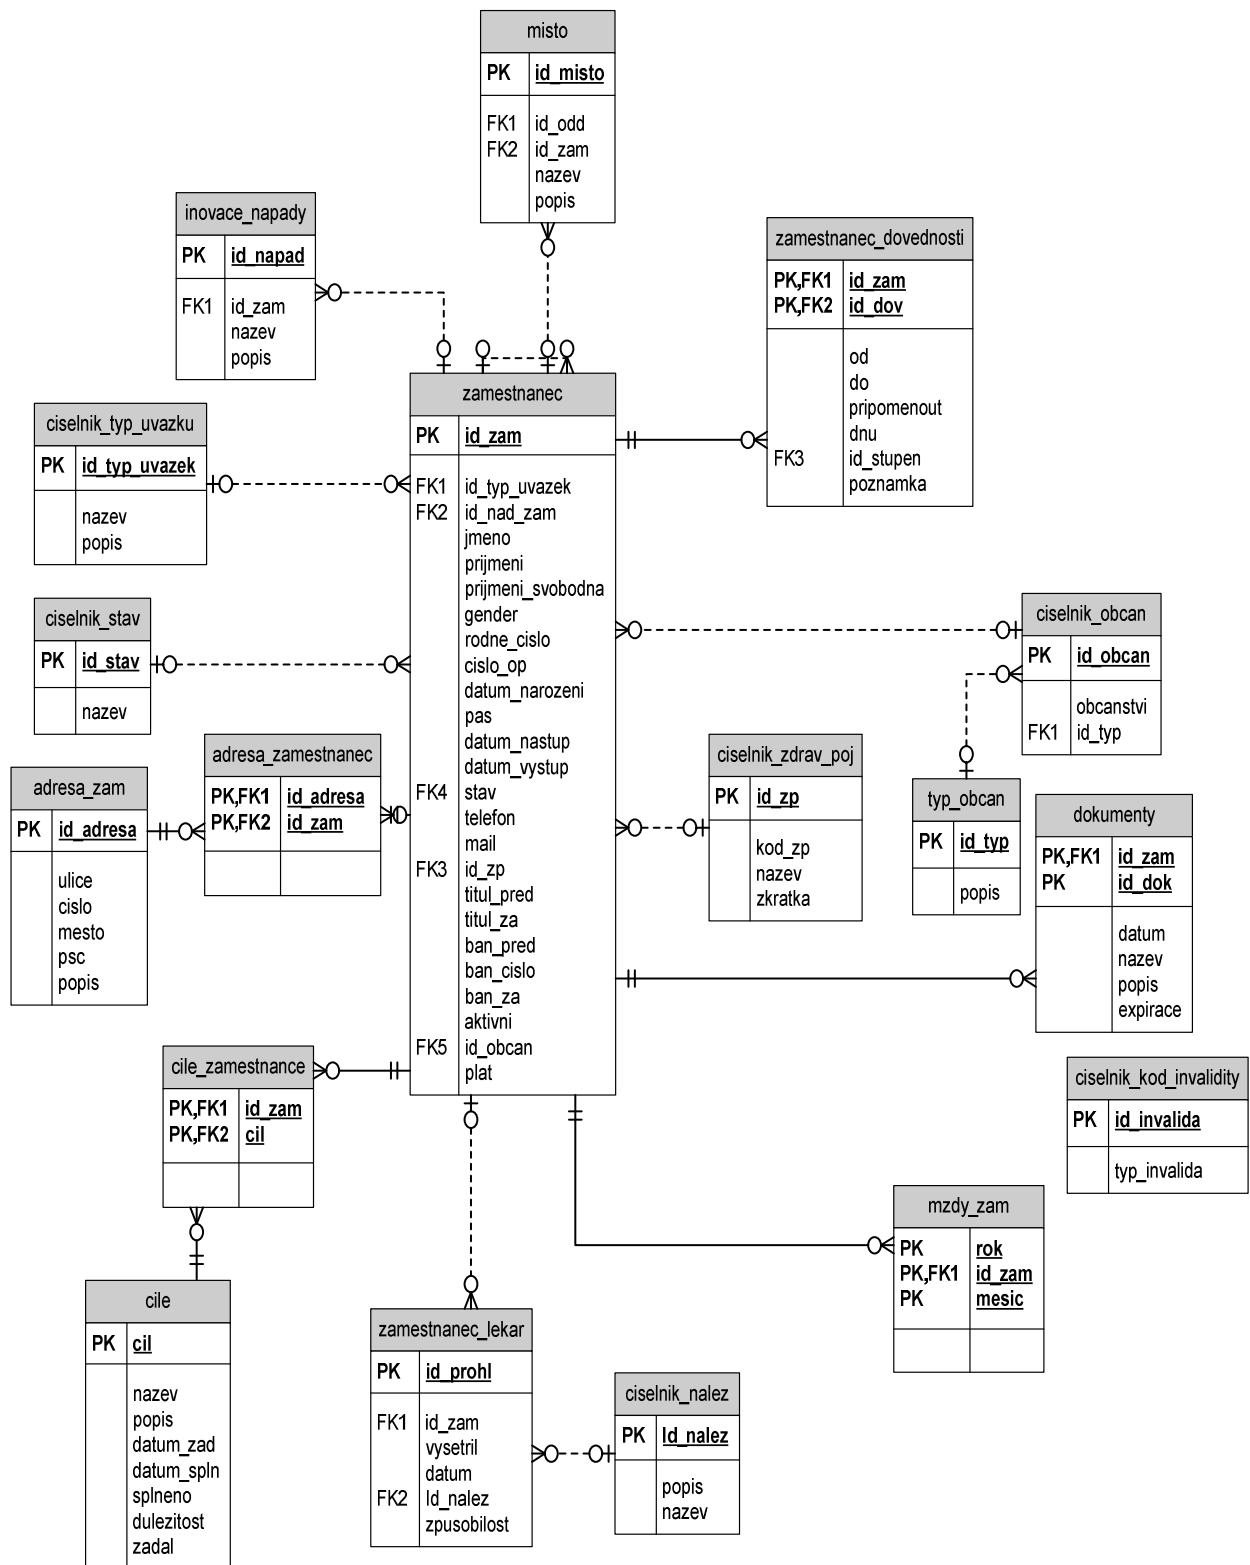 misto
PK id_misto
FK1 id_odd
FK2 id_zam
nazev
popis
inovace_napady
PK id_napad
FK1 id_zam
nazev
popis
zamestnanec_dovednosti
PK,FK1 id_zam
PK,FK2 id_dov
od
do
pripomenout
dnu
FK3 id_stupen
poznamka
zamestnanec
PK id_zam
FK1 id_typ_uvazek
FK2 id_nad_zam
jmeno
prijmeni
prijmeni_svobodna
gender
rodne_cislo
cislo_op
datum_narozeni
pas
datum_nastup
datum_vystup
FK4 stav
telefon
mail
FK3 id_zp
titul_pred
titul_za
ban_pred
ban_cislo
ban_za
aktivni
FK5 id_obcan
plat
ciselnik_typ_uvazku
PK id_typ_uvazek
nazev
popis
ciselnik_stav
PK id_stav
nazev
adresa_zamestnanec
PK,FK1 id_adresa
PK,FK2 id_zam
adresa_zam
PK id_adresa
ulice
cislo
mesto
psc
popis
ciselnik_obcan
PK id_obcan
obcanstvi
FK1 id_typ
ciselnik_zdrav_poj
PK id_zp
kod_zp
nazev
zkratka
typ_obcan
PK id_typ
popis
dokumenty
PK,FK1 id_zam
PK id_dok
datum
nazev
popis
expirace
cile_zamestnance
PK,FK1 id_zam
PK,FK2 cil
ciselnik_kod_invalidity
PK id_invalida
typ_invalida
mzdy_zam
PK rok
PK,FK1 id_zam
PK mesic
cile
PK cil
nazev
popis
datum_zad
datum_spln
splneno
dulezitost
zadal
zamestnanec_lekar
PK id_prohl
FK1 id_zam
vysetril
datum
FK2 Id_nalez
zpusobilost
ciselnik_nalez
PK Id_nalez
popis
nazev